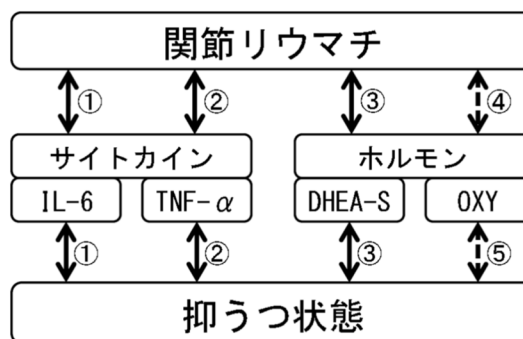 関節リウマチ
① ② ③ ④
サイトカイン ホルモン
IL-6 TNF-α DHEA-S OXY
① ② ③ ⑤
抑うつ状態